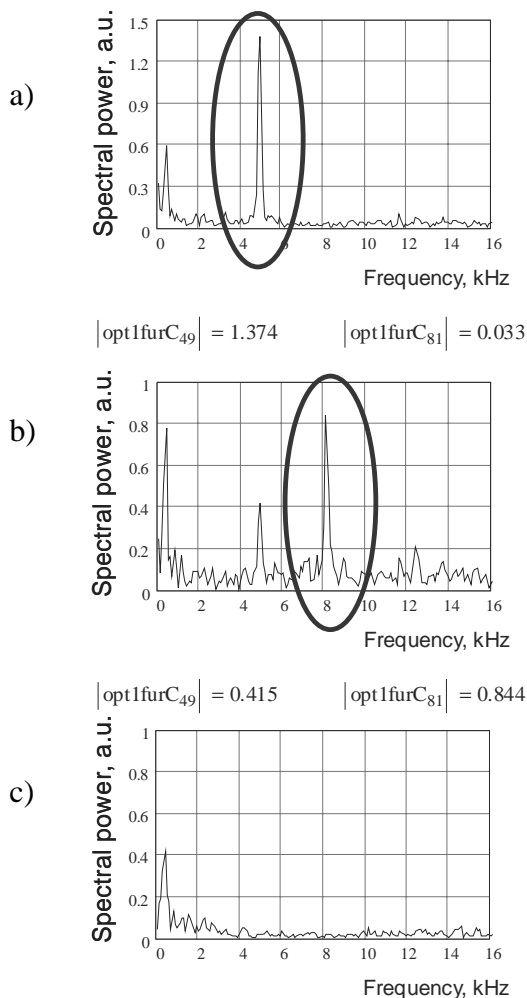 a)
Spectral power, a.u.
1.5
1.2
0.9
0.6
0.3
0
0 2 4 6 8 10 12 14 16
Frequency, kHz
|opt1furC49| = 1.374 |opt1furC81| = 0.033
b)
Spectral power, a.u.
1
0.8
0.6
0.4
0.2
0
0 2 4 6 8 10 12 14 16
Frequency, kHz
|opt1furC49| = 0.415 |opt1furC81| = 0.844
c)
Spectral power, a.u.
1
0.8
0.6
0.4
0.2
0
0 2 4 6 8 10 12 14 16
Frequency, kHz